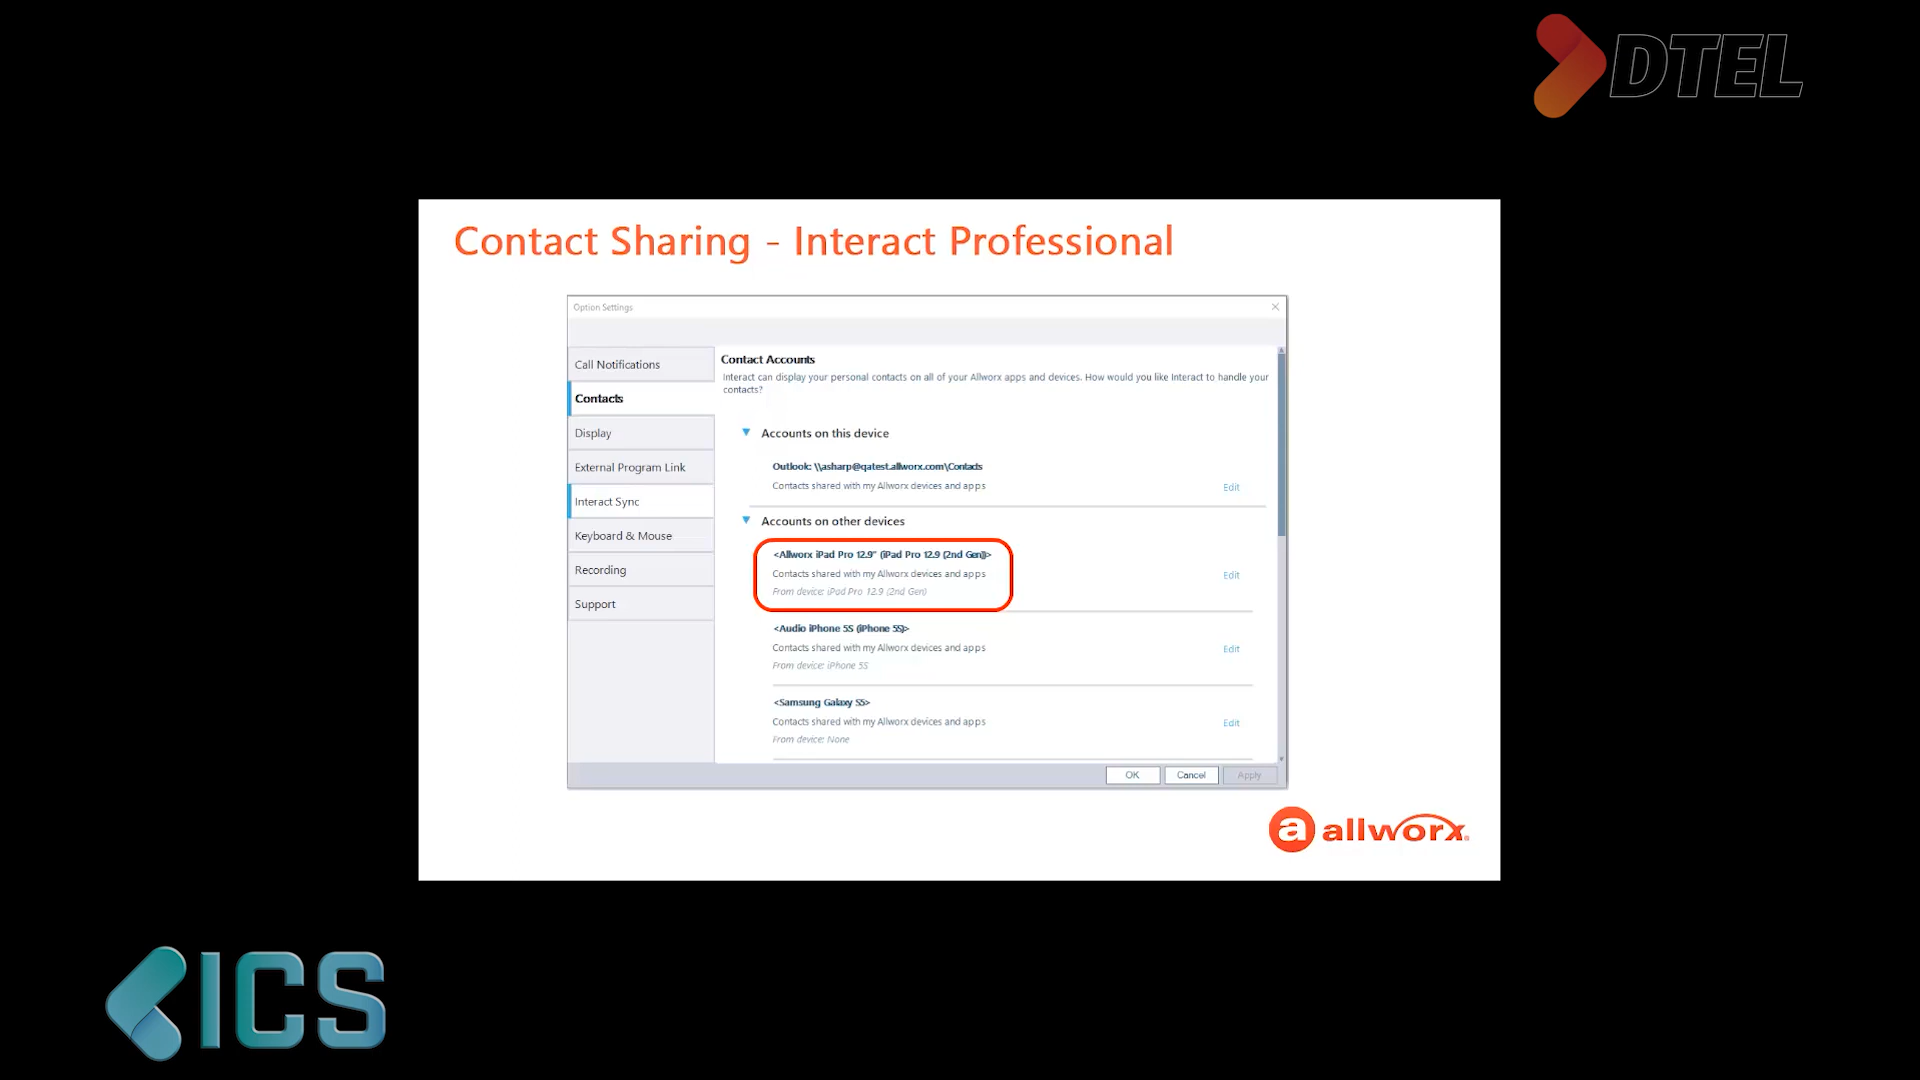 DTEL
Contact Sharing - Interact Professional
Option Settings
Call Notifications
Contacts
Display
External Program Link
Interact Sync
Keyboard & Mouse
Recording
Support
Contact Accounts
Interact can display your personal contacts on all of your Allworx apps and devices. How would you like Interact to handle your
contacts?
Accounts on this device
Outlook: \\asharp@qatest.allworx.com\Contacts
Contacts shared with my Allworx devices and apps
Edit
Accounts on other devices
<Allworx iPad Pro 12.9" (iPad Pro 12.9 (2nd Gen))>
Contacts shared with my Allworx devices and apps
Edit
From device: iPad Pro 12.9 (2nd Gen)
<Audio iPhone 5S (iPhone 5S)>
Contacts shared with my Allworx devices and apps
Edit
From device: iPhone 5S
<Samsung Galaxy S5>
Contacts shared with my Allworx devices and apps
Edit
From device: None
OK
Cancel
Apply
a allworx
ICS